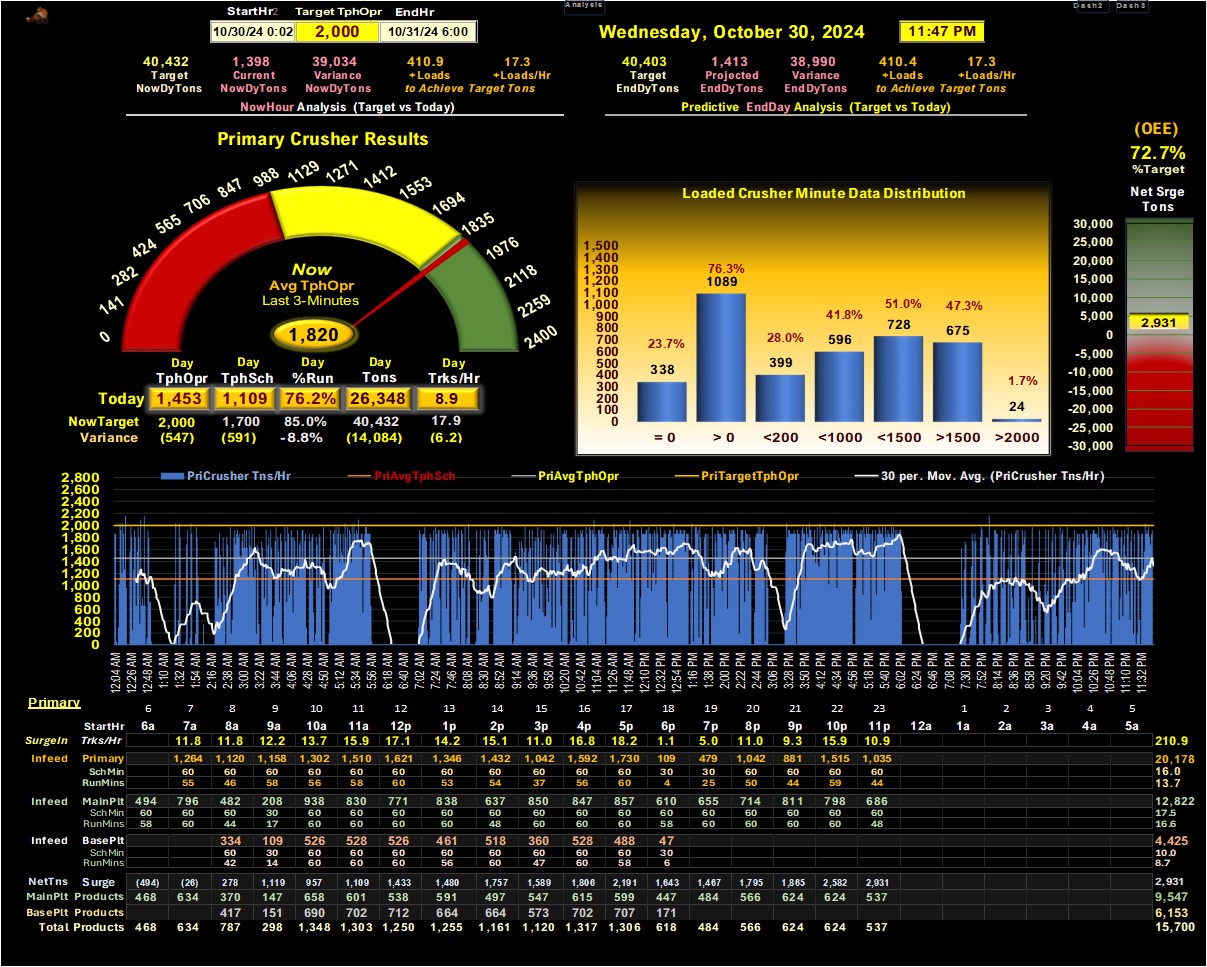 Analysis Dash2 Dash3
StartHr2 Target TphOpr EndHr
10/30/24 0:02 2,000 10/31/24 6:00
Wednesday, October 30, 2024 11:47 PM
40,432 1,398 39,034 410.9 17.3
Target Current Variance +Loads +Loads/Hr
NowDyTons NowDyTons NowDyTons to Achieve Target Tons
NowHour Analysis (Target vs Today)
40,403 1,413 38,990 410.4 17.3
Target Projected Variance +Loads +Loads/Hr
EndDyTons EndDyTons EndDyTons to Achieve Target Tons
Predictive EndDay Analysis (Target vs Today)
(OEE)
72.7%
%Target
Net Srge
Tons
30,000
25,000
20,000
15,000
10,000
5,000
2,931
0
-5,000
-10,000
-15,000
-20,000
-25,000
-30,000
Primary Crusher Results
0 141 282 424 565 706 847 988 1129 1271 1412 1553 1694 1835 1976 2118 2259 2400
Now
Avg TphOpr
Last 3-Minutes
1,820
Day Day Day Day Day
TphOpr TphSch %Run Tons Trks/Hr
Today 1,453 1,109 76.2% 26,348 8.9
NowTarget 2,000 1,700 85.0% 40,432 17.9
Variance (547) (591) -8.8% (14,084) (6.2)
Loaded Crusher Minute Data Distribution
1,500
1,400
1,300
1,200
1,100
1,000
900
800
700
600
500
400
300
200
100
0
23.7% 76.3% 28.0% 41.8% 51.0% 47.3% 1.7%
338 1089 399 596 728 675 24
= 0 > 0 <200 <1000 <1500 >1500 >2000
PriCrusher Tns/Hr PriAvgTphSch PriAvgTphOpr PriTargetTphOpr 30 per. Mov. Avg. (PriCrusher Tns/Hr)
2,800
2,600
2,400
2,200
2,000
1,800
1,600
1,400
1,200
1,000
800
600
400
200
0
12:04 AM 12:26 AM 12:48 AM 1:10 AM 1:32 AM 1:54 AM 2:16 AM 2:38 AM 3:00 AM 3:22 AM 3:44 AM 4:06 AM 4:28 AM 4:50 AM 5:12 AM 5:34 AM 5:56 AM 6:18 AM 6:40 AM 7:02 AM 7:24 AM 7:46 AM 8:08 AM 8:30 AM 8:52 AM 9:14 AM 9:36 AM 9:58 AM 10:20 AM 10:42 AM 11:04 AM 11:26 AM 11:48 AM 12:10 PM 12:32 PM 12:54 PM 1:16 PM 1:38 PM 2:00 PM 2:22 PM 2:44 PM 3:06 PM 3:28 PM 3:50 PM 4:12 PM 4:34 PM 4:56 PM 5:18 PM 5:40 PM 6:02 PM 6:24 PM 6:46 PM 7:08 PM 7:30 PM 7:52 PM 8:14 PM 8:36 PM 8:58 PM 9:20 PM 9:42 PM 10:04 PM 10:26 PM 10:48 PM 11:10 PM 11:32 PM
Primary 6 7 8 9 10 11 12 13 14 15 16 17 18 19 20 21 22 23 1 2 3 4 5
StartHr 6a 7a 8a 9a 10a 11a 12p 1p 2p 3p 4p 5p 6p 7p 8p 9p 10p 11p 12a 1a 2a 3a 4a 5a
SurgeIn Trks/Hr 11.8 11.8 12.2 13.7 15.9 17.1 14.2 15.1 11.0 16.8 18.2 1.1 5.0 11.0 9.3 15.9 10.9 210.9
Infeed Primary 1,264 1,120 1,158 1,302 1,510 1,621 1,346 1,432 1,042 1,592 1,730 109 479 1,042 881 1,515 1,035 20,178
SchMin 60 60 60 60 60 60 60 60 60 60 60 30 30 60 60 60 60 16.0
RunMins 55 46 58 56 58 60 53 54 37 56 60 4 25 50 44 59 44 13.7
Infeed MainPlt 494 796 482 208 938 830 771 838 637 850 847 857 610 655 714 811 798 686 12,822
SchMin 60 60 60 30 60 60 60 60 60 60 60 60 60 60 60 60 60 60 17.5
RunMins 58 60 44 17 60 60 60 60 48 60 60 60 58 60 60 60 60 48 16.6
Infeed BasePlt 334 109 526 528 526 461 518 360 528 488 47 4,425
SchMin 60 30 60 60 60 60 60 60 60 60 30 10.0
RunMins 42 14 60 60 60 56 60 47 60 58 6 8.7
NetTns Surge (494) (26) 278 1,119 957 1,109 1,433 1,480 1,757 1,589 1,806 2,191 1,643 1,467 1,795 1,865 2,582 2,931 2,931
MainPlt Products 468 634 370 147 658 601 538 591 497 547 615 599 447 484 566 624 624 537 9,547
BasePlt Products 417 151 690 702 712 664 664 573 702 707 171 6,153
Total Products 468 634 787 298 1,348 1,303 1,250 1,255 1,161 1,120 1,317 1,306 618 484 566 624 624 537 15,700